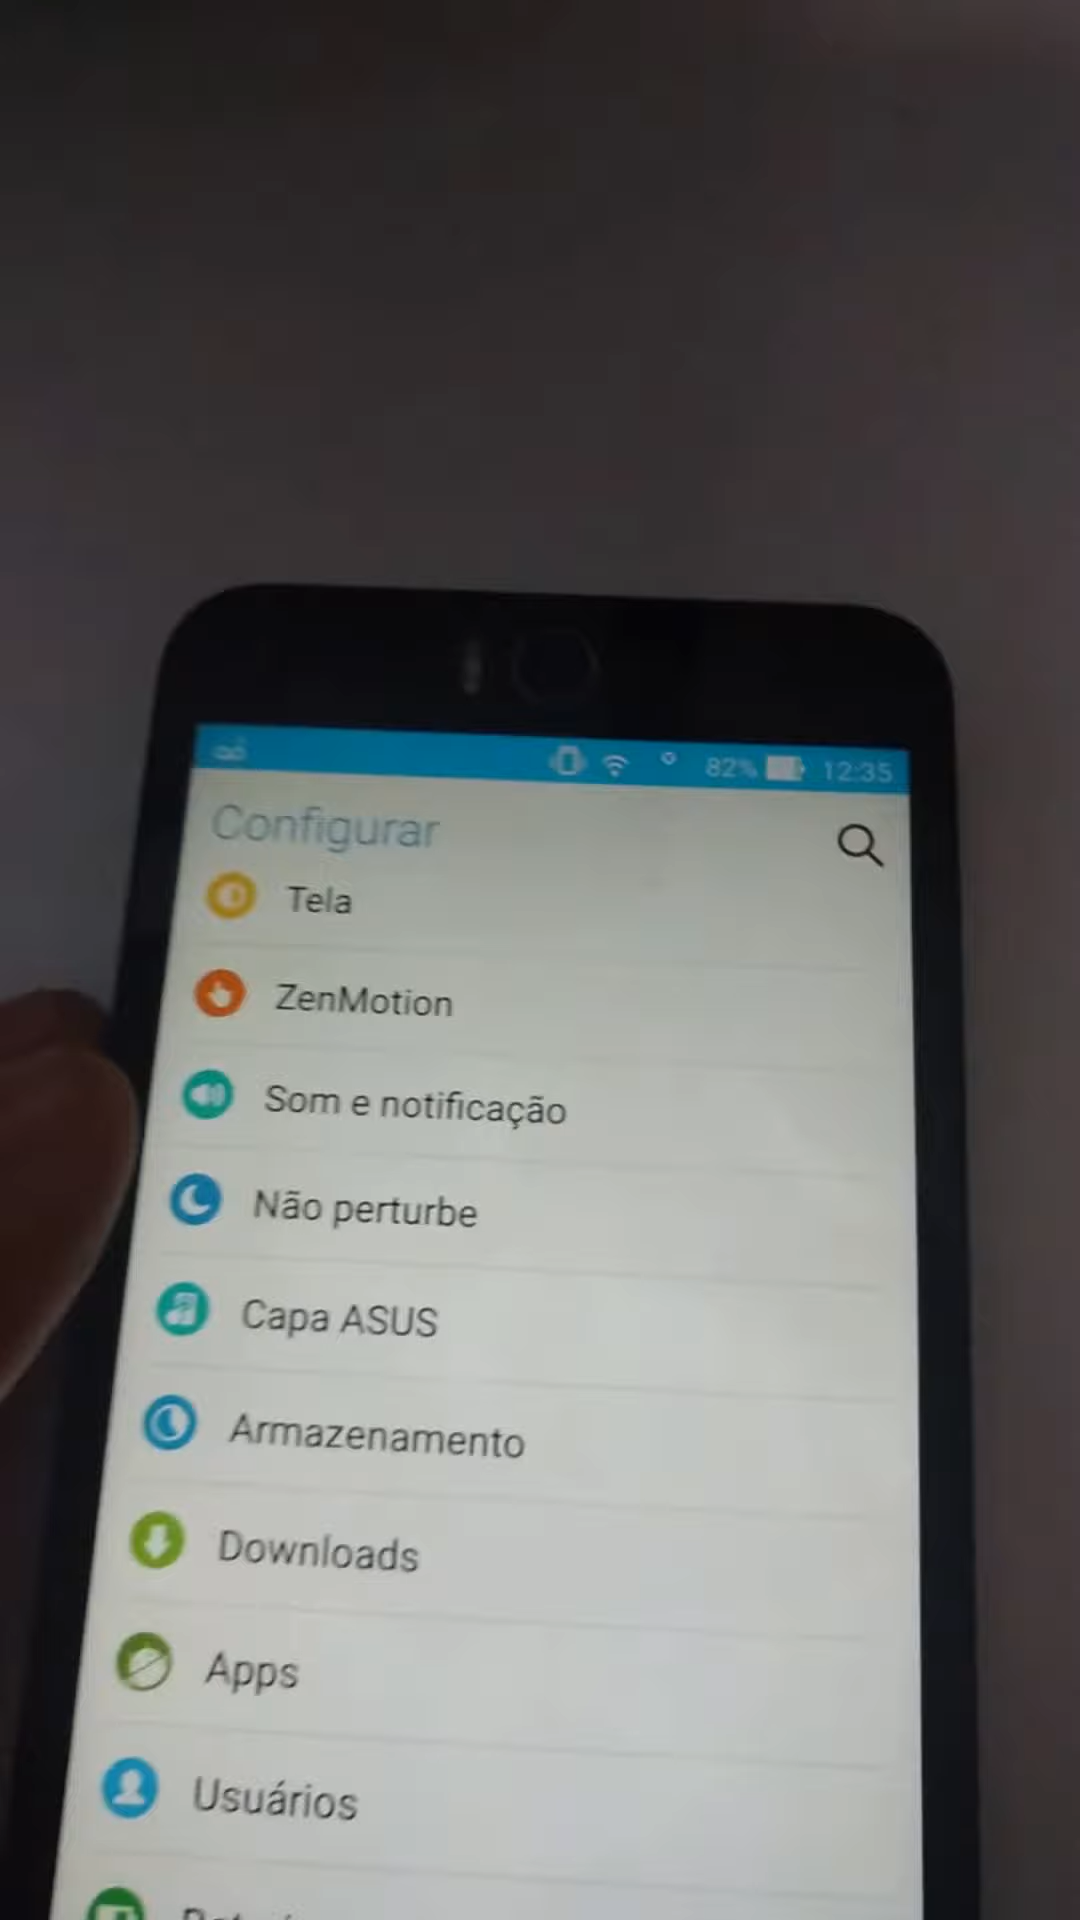 82% 12:35
Configurar
Tela
ZenMotion
Som e notificação
Não perturbe
Capa ASUS
Armazenamento
Downloads
Apps
Usuários